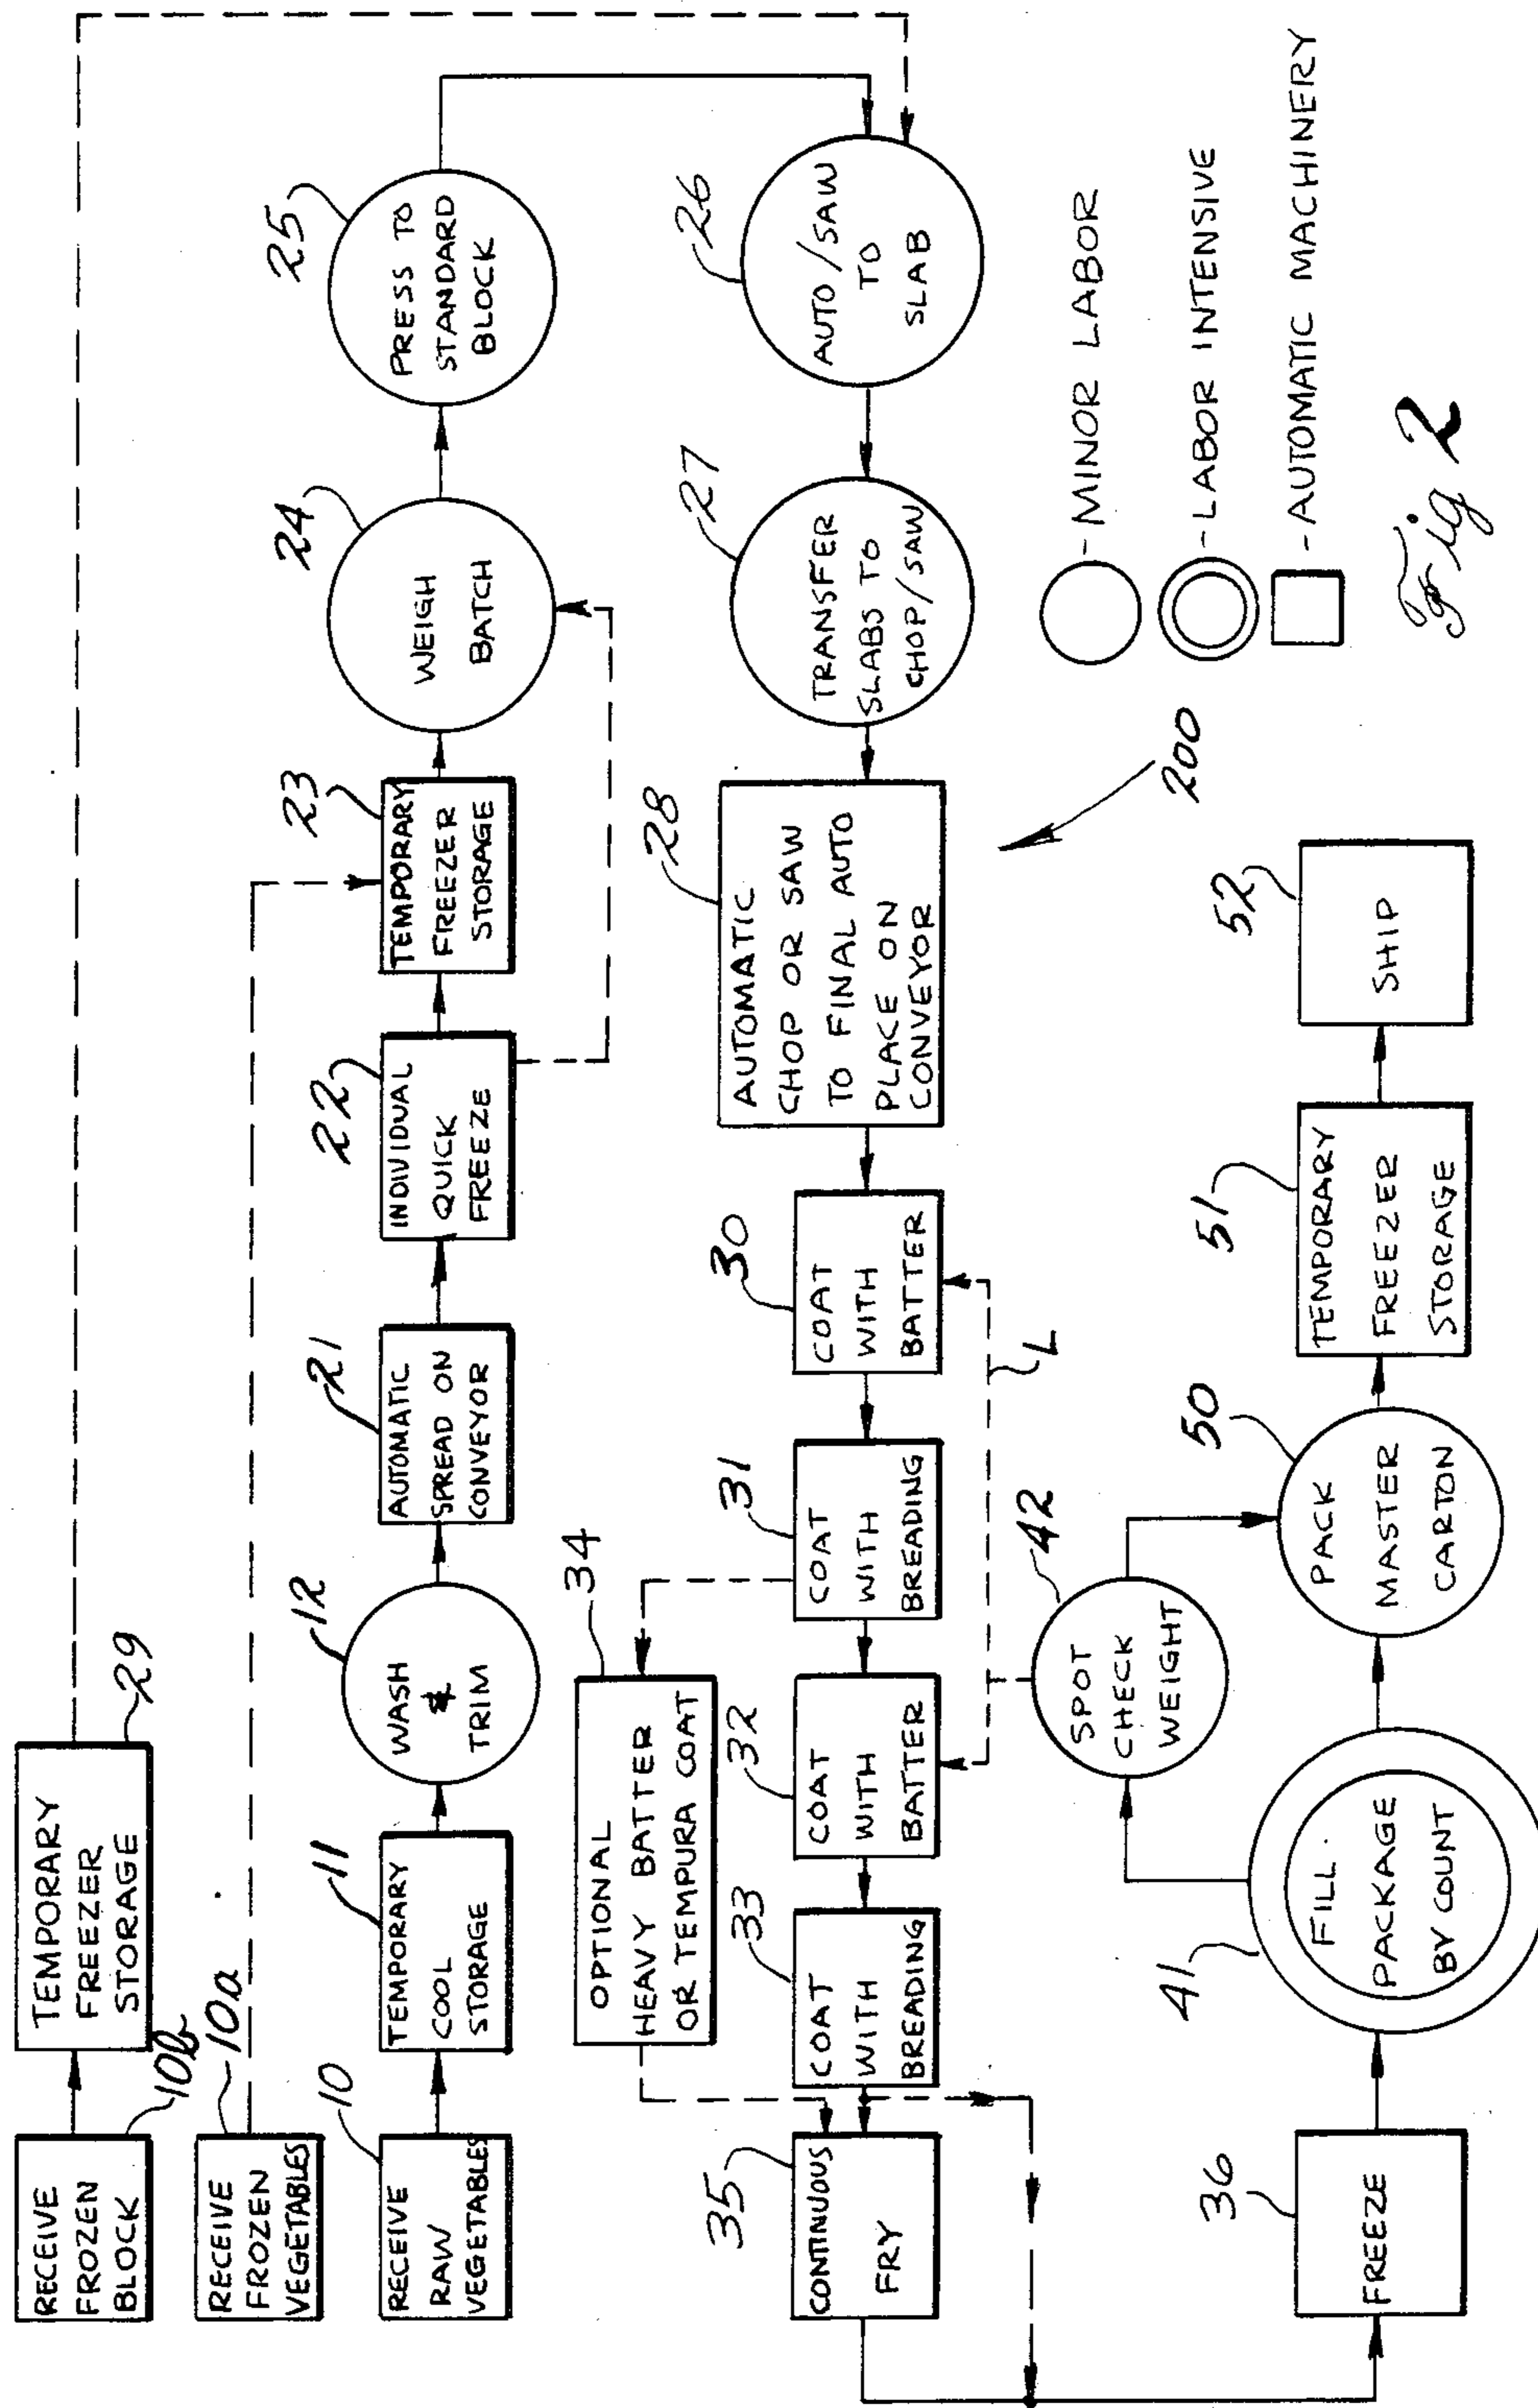 RECEIVE
FROZEN
BLOCK
10b
TEMPORARY
FREEZER
STORAGE
29
RECEIVE
FROZEN
VEGETABLES
10a
RECEIVE
RAW
VEGETABLES
10
TEMPORARY
COOL
STORAGE
11
WASH
&
TRIM
12
AUTOMATIC
SPREAD ON
CONVEYOR
21
INDIVIDUAL
QUICK
FREEZE
22
TEMPORARY
FREEZER
STORAGE
23
WEIGH
BATCH
24
PRESS TO
STANDARD
BLOCK
25
AUTO/SAW
TO
SLAB
26
TRANSFER
SLABS TO
CHOP/SAW
27
AUTOMATIC
CHOP OR SAW
TO FINAL AUTO
PLACE ON
CONVEYOR
28
COAT
WITH
BATTER
30
COAT
WITH
BREADING
31
COAT
WITH
BATTER
32
COAT
WITH
BREADING
33
OPTIONAL
HEAVY BATTER
OR TEMPURA COAT
34
CONTINUOUS
FRY
35
L
FREEZE
36
FILL
PACKAGE
BY COUNT
41
SPOT
CHECK
WEIGHT
42
PACK
MASTER
CARTON
50
TEMPORARY
FREEZER
STORAGE
51
SHIP
52
200
- MINOR LABOR
- LABOR INTENSIVE
- AUTOMATIC MACHINERY
Fig 2